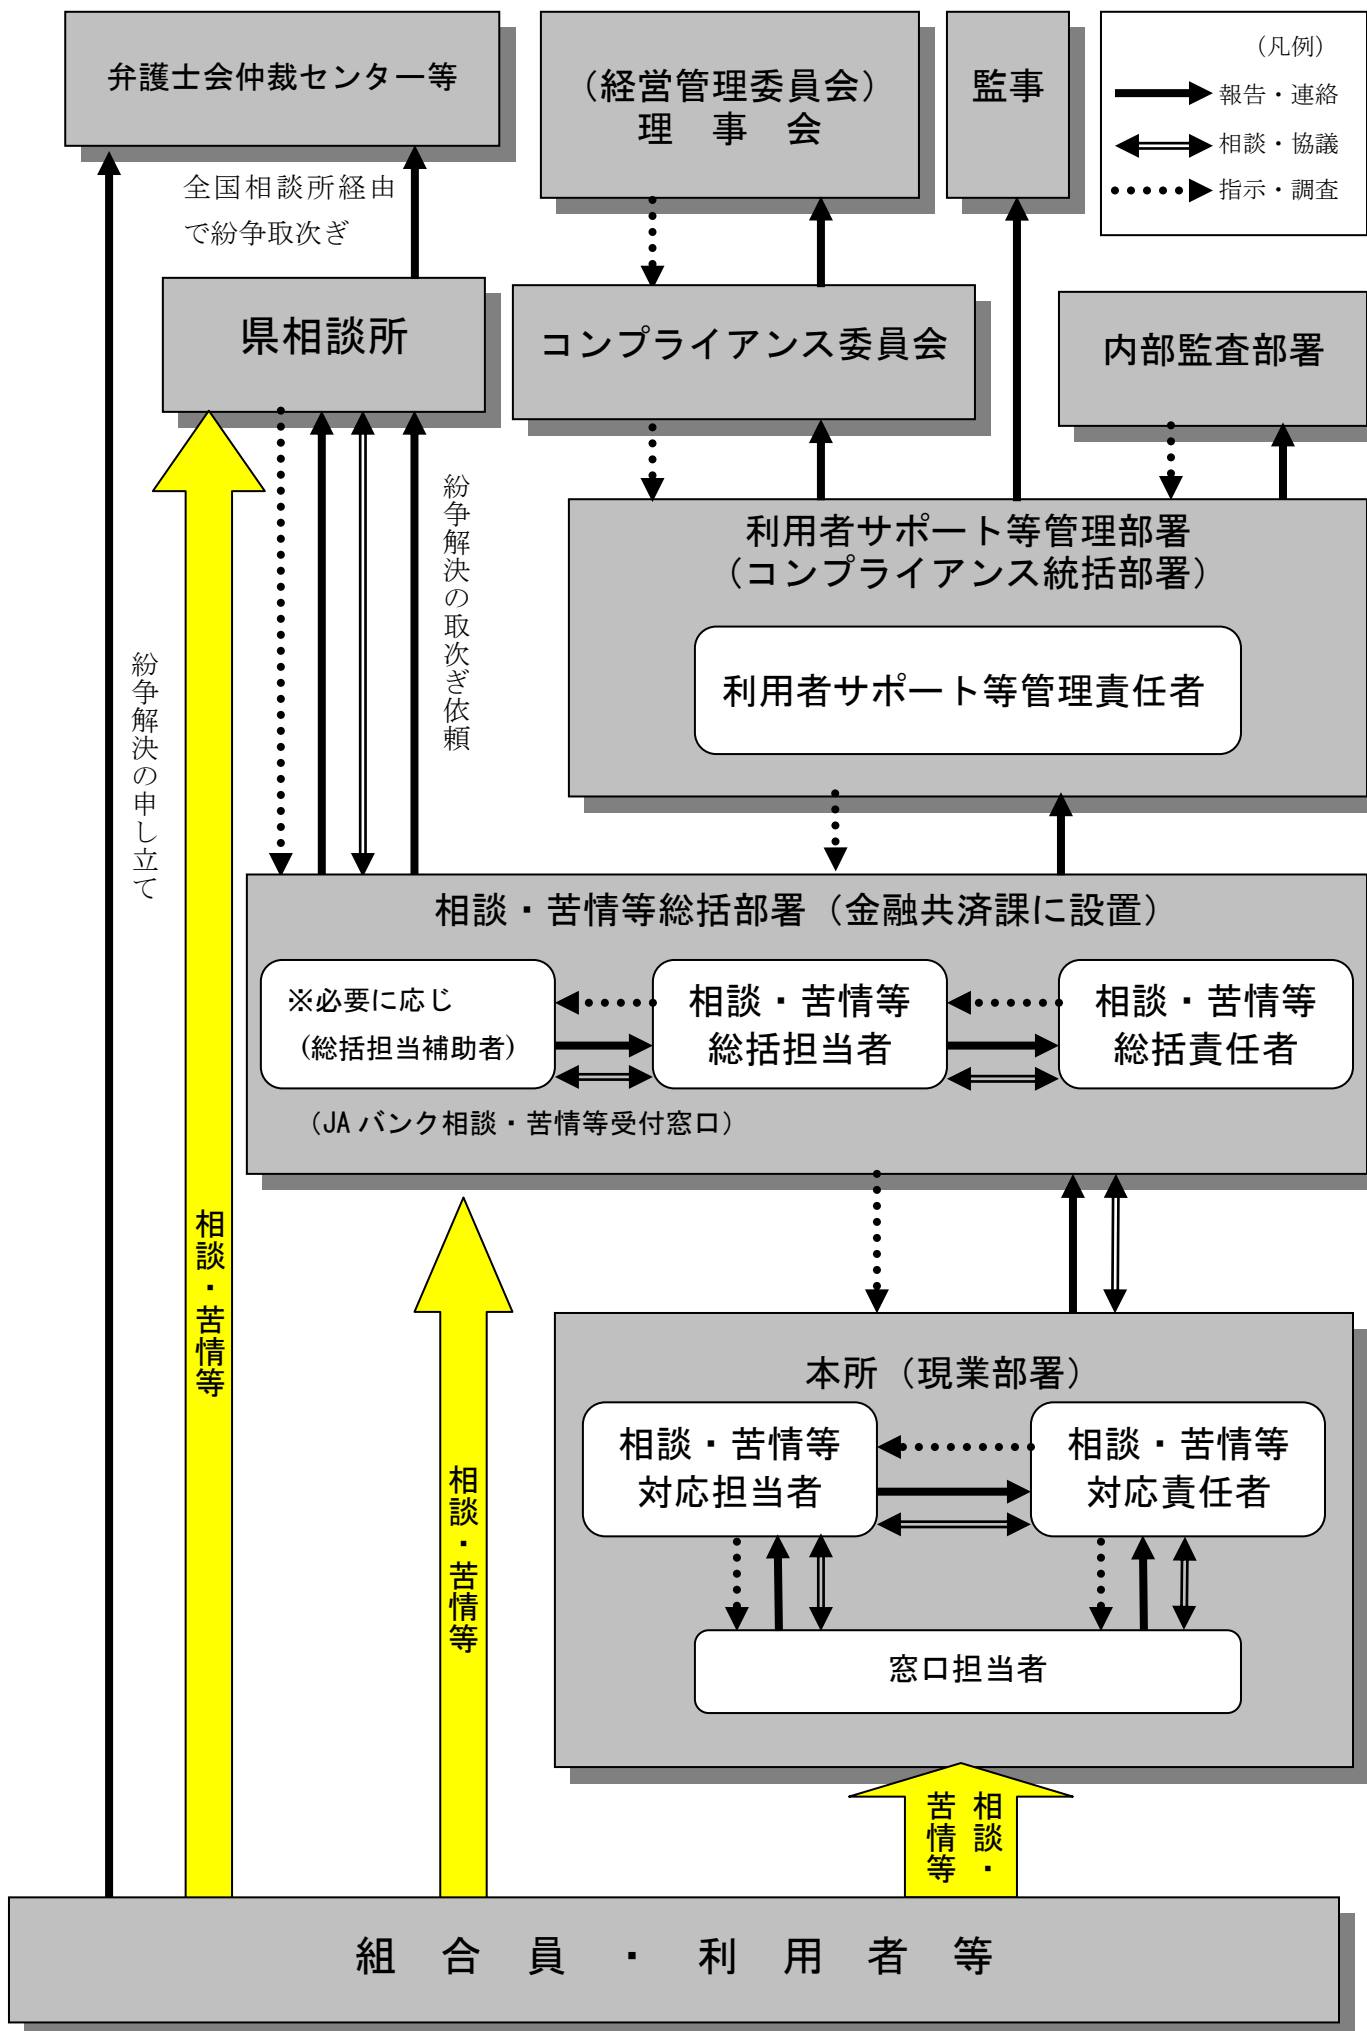 弁護士会仲裁センター等
(経営管理委員会)
理　事　会
監事
(凡例)
報告・連絡
相談・協議
指示・調査
全国相談所経由
で紛争取次ぎ
県相談所
コンプライアンス委員会
内部監査部署
紛争解決の取次ぎ依頼
利用者サポート等管理部署
(コンプライアンス統括部署)
利用者サポート等管理責任者
紛争解決の申し立て
相談・苦情等総括部署（金融共済課に設置）
※必要に応じ
(総括担当補助者)
相談・苦情等
総括担当者
相談・苦情等
総括責任者
（JA バンク相談・苦情等受付窓口）
相談・苦情等
相談・苦情等
本所（現業部署）
相談・苦情等
対応担当者
相談・苦情等
対応責任者
窓口担当者
相談・
苦情等
組　合　員　・　利　用　者　等